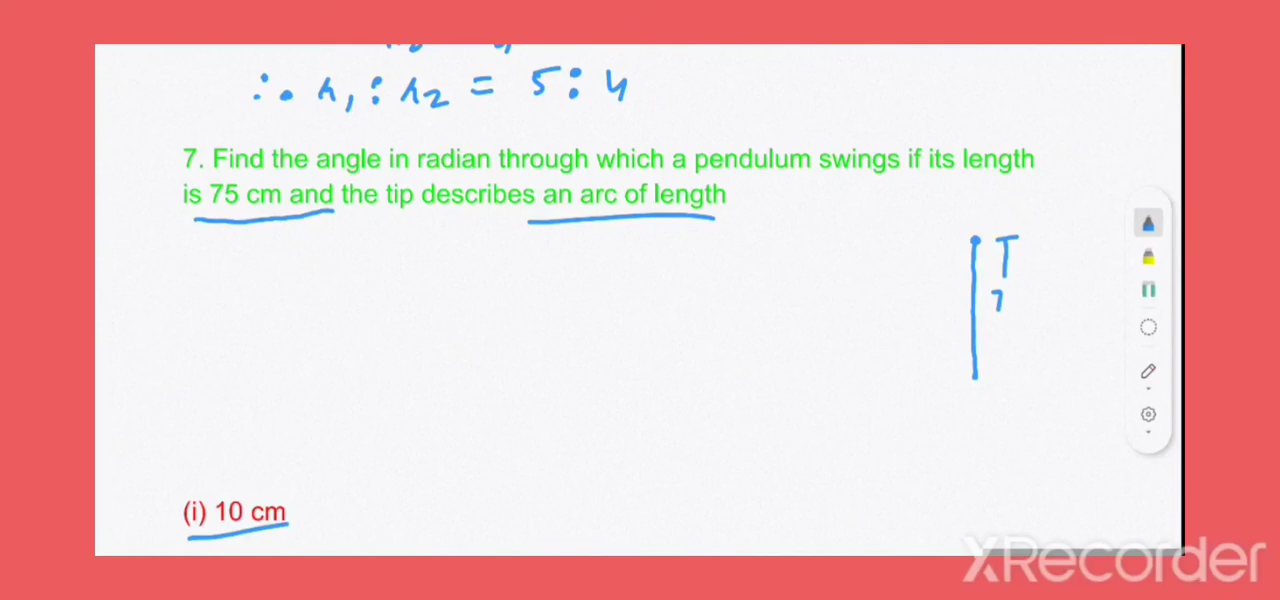 ∴ r₁ : r₂ = 5 : 4
7. Find the angle in radian through which a pendulum swings if its length
is 75 cm and the tip describes an arc of length
T
7
(i) 10 cm
XRecorder